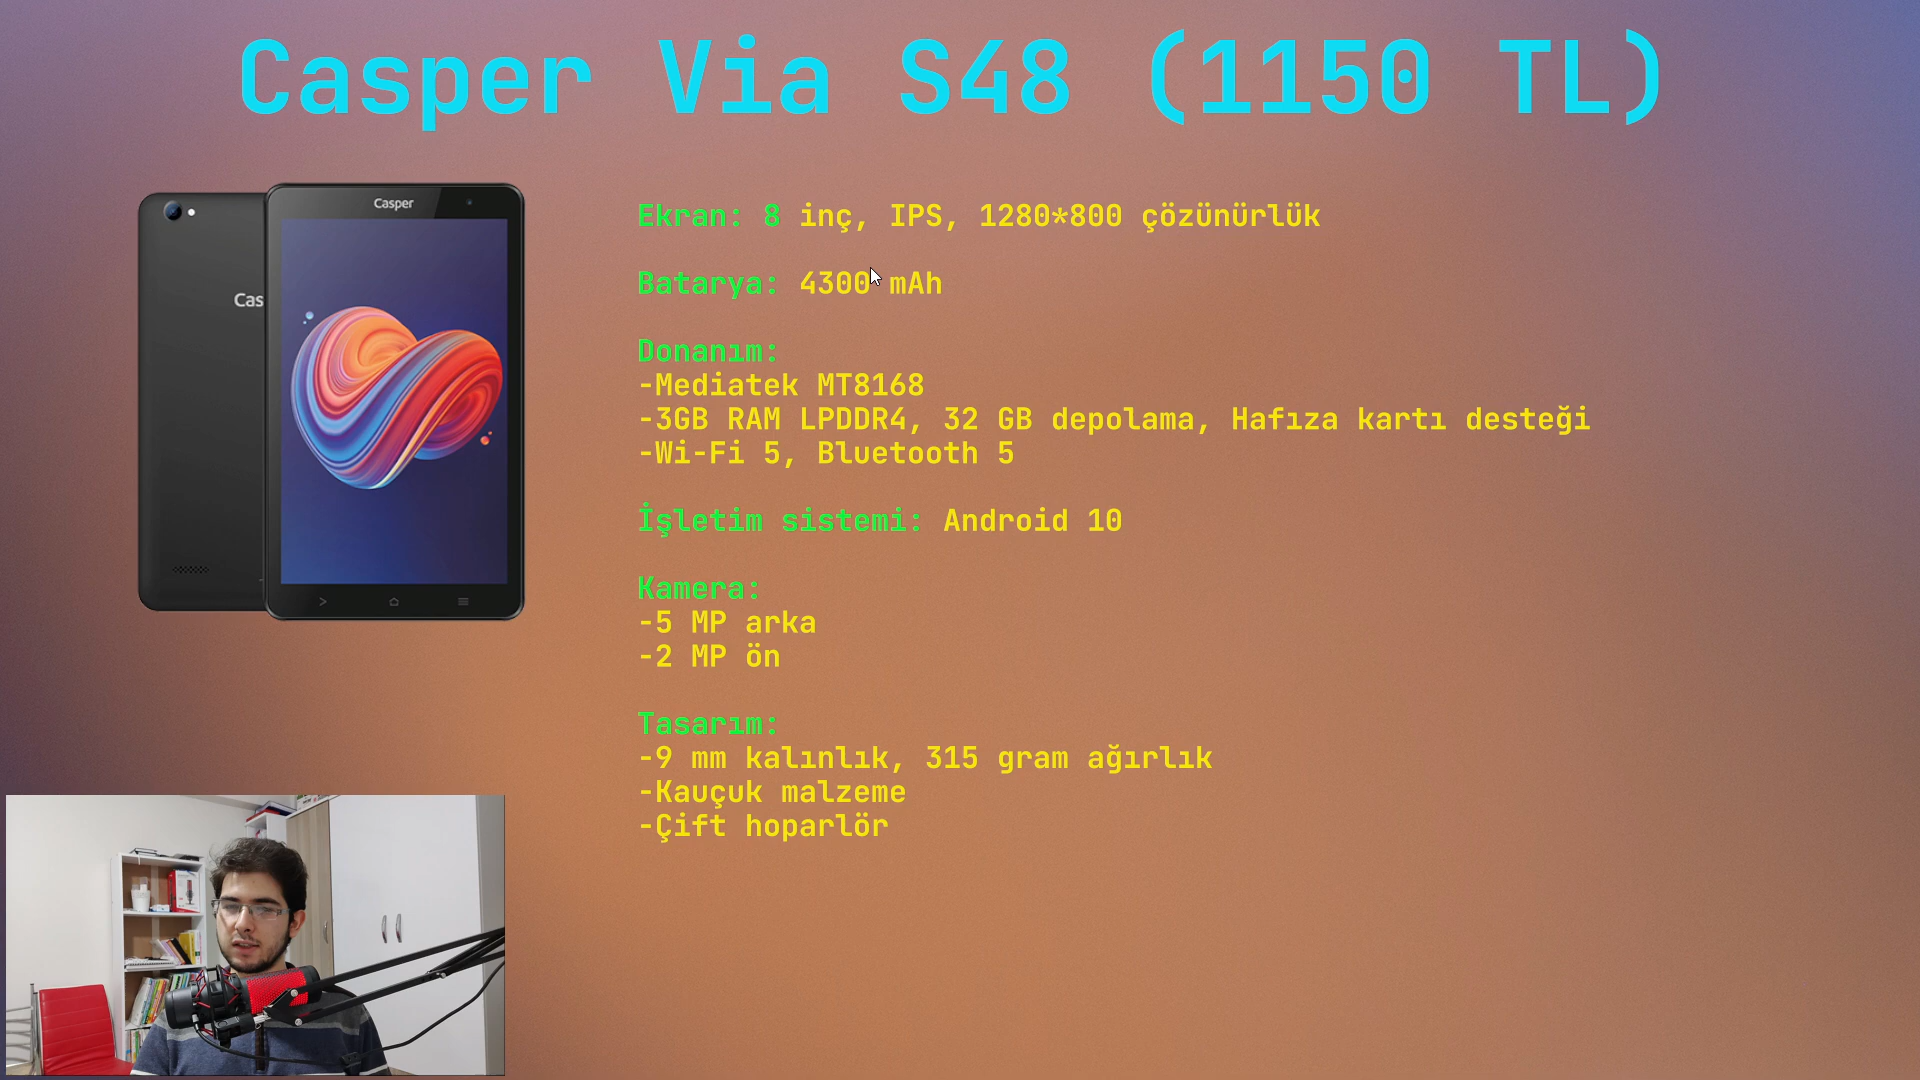 Casper Via S48 (1150 TL)
Casper
Cas
Ekran: 8 inç, IPS, 1280*800 çözünürlük
Batarya: 4300 mAh
Donanım:
-Mediatek MT8168
-3GB RAM LPDDR4, 32 GB depolama, Hafıza kartı desteği
-Wi-Fi 5, Bluetooth 5
İşletim sistemi: Android 10
Kamera:
-5 MP arka
-2 MP ön
Tasarım:
-9 mm kalınlık, 315 gram ağırlık
-Kauçuk malzeme
-Çift hoparlör